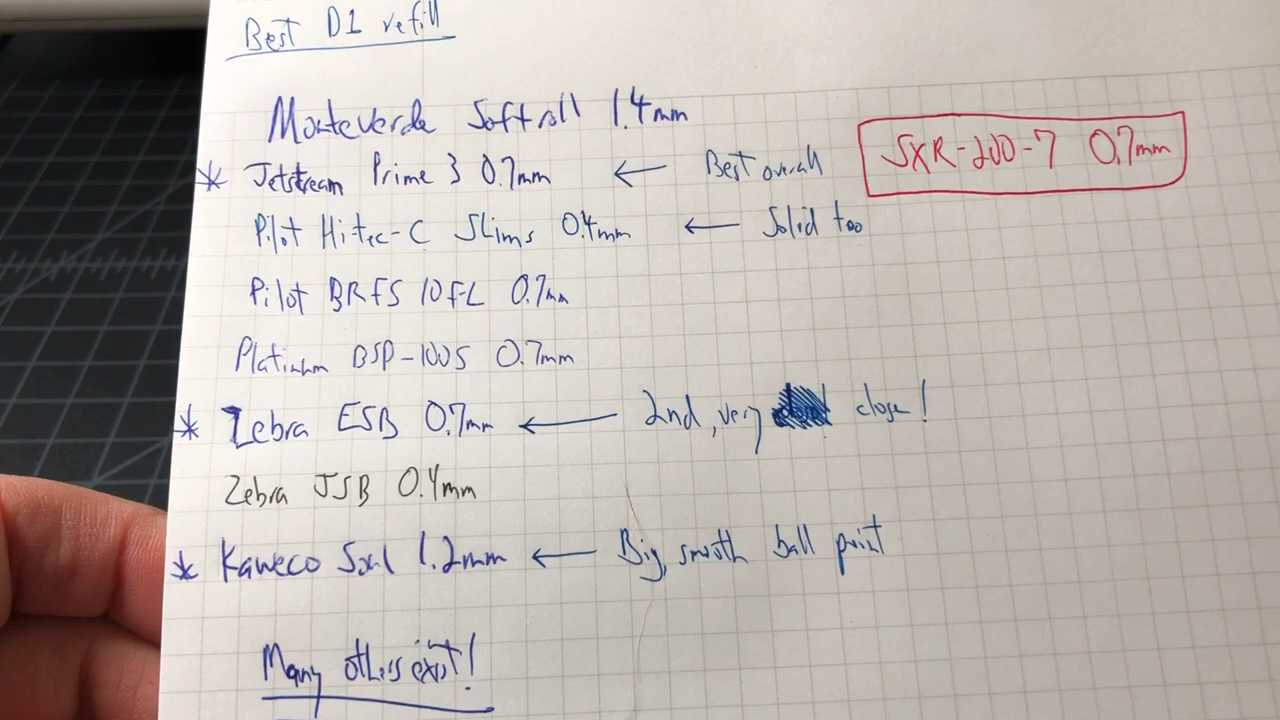 Best D1 refill
Monteverde Softroll 1.4mm
* Jetstream Prime 3 0.7mm ← Best overall
SXR-200-7 0.7mm
Pilot Hitec-C Slims 0.4mm ← Solid too
Pilot BRFS 10FL 0.7mm
Platinum BSP-100S 0.7mm
* Zebra ESB 0.7mm ← 2nd, very close!
Zebra JSB 0.4mm
* Kaweco Soul 1.2mm ← Big, smooth ball point
Many others exist!